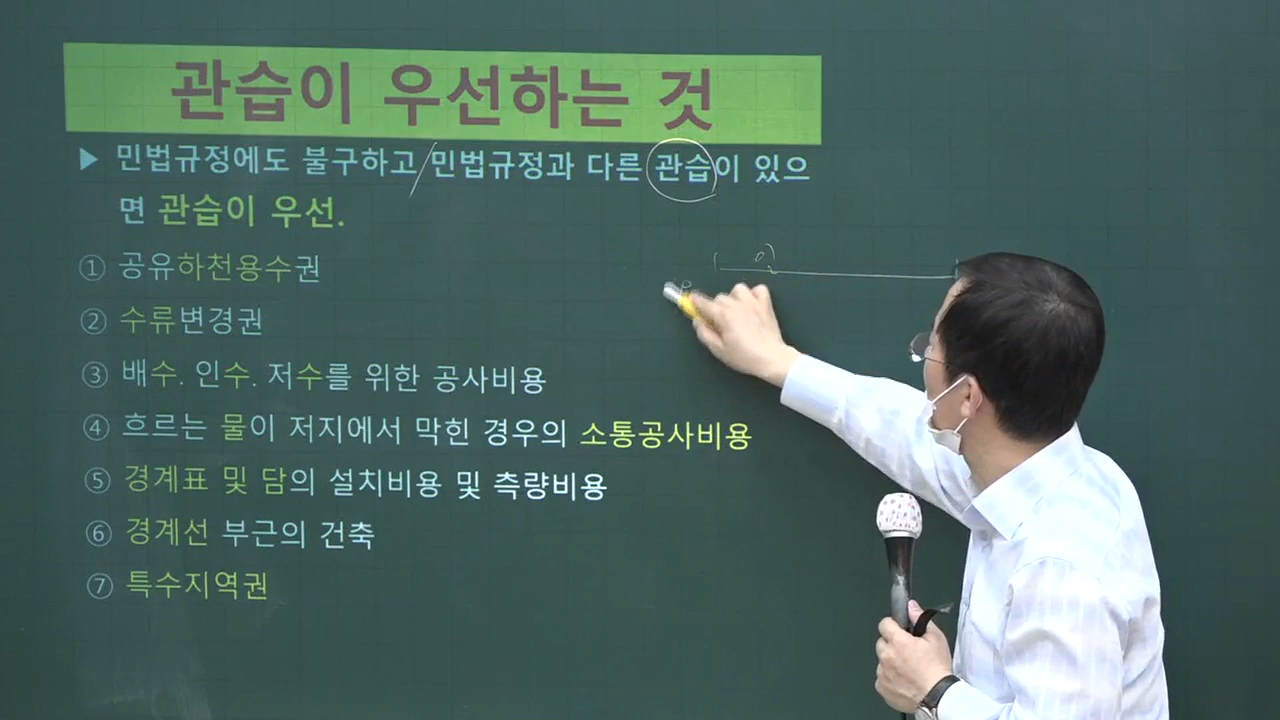 관습이 우선하는 것
▶ 민법규정에도 불구하고 민법규정과 다른 관습이 있으
면 관습이 우선.
① 공유하천용수권
② 수류변경권
③ 배수. 인수. 저수를 위한 공사비용
④ 흐르는 물이 저지에서 막힌 경우의 소통공사비용
⑤ 경계표 및 담의 설치비용 및 측량비용
⑥ 경계선 부근의 건축
⑦ 특수지역권